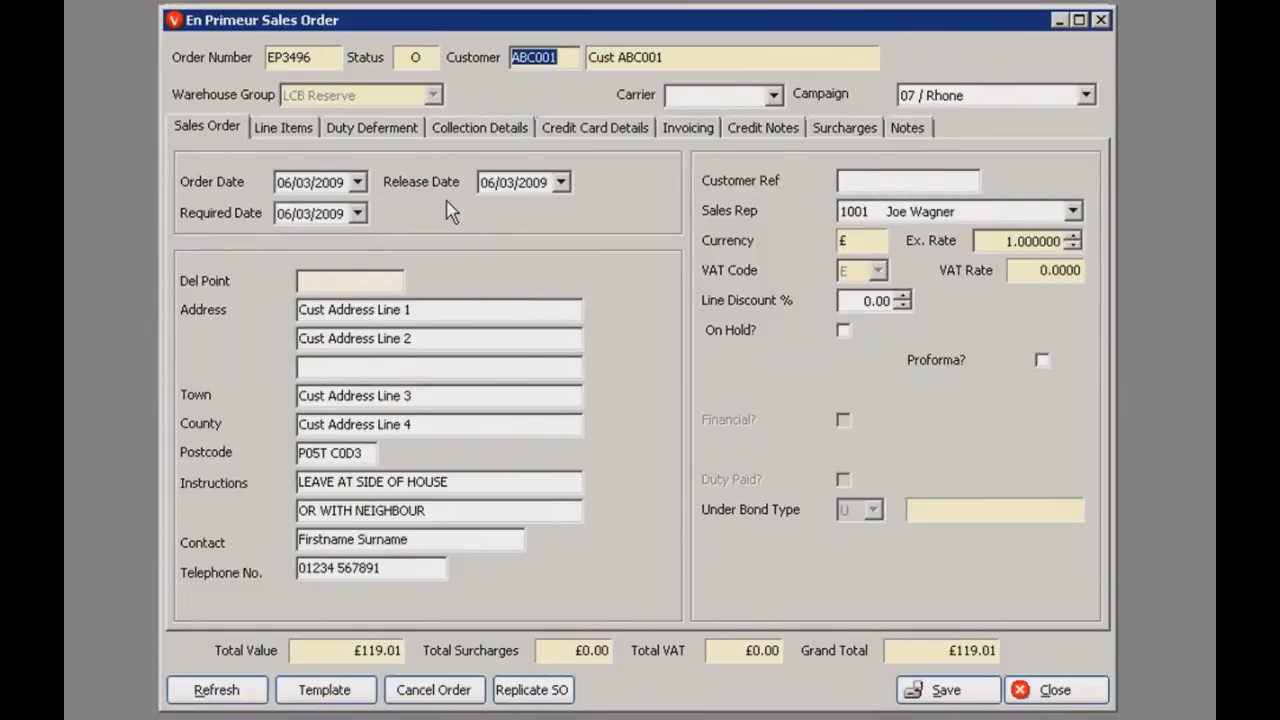 En Primeur Sales Order
Order Number EP3496 Status O Customer ABC001 Cust ABC001
Warehouse Group LCB Reserve Carrier Campaign 07 / Rhone
Sales Order Line Items Duty Deferment Collection Details Credit Card Details Invoicing Credit Notes Surcharges Notes
Order Date 06/03/2009 Release Date 06/03/2009
Required Date 06/03/2009
Del Point
Address Cust Address Line 1
Cust Address Line 2
Town Cust Address Line 3
County Cust Address Line 4
Postcode P05T C0D3
Instructions LEAVE AT SIDE OF HOUSE
OR WITH NEIGHBOUR
Contact Firstname Surname
Telephone No. 01234 567891
Customer Ref
Sales Rep 1001 Joe Wagner
Currency £ Ex. Rate 1.000000
VAT Code E VAT Rate 0.0000
Line Discount % 0.00
On Hold?
Proforma?
Financial?
Duty Paid?
Under Bond Type U
Total Value £119.01 Total Surcharges £0.00 Total VAT £0.00 Grand Total £119.01
Refresh Template Cancel Order Replicate SO Save Close